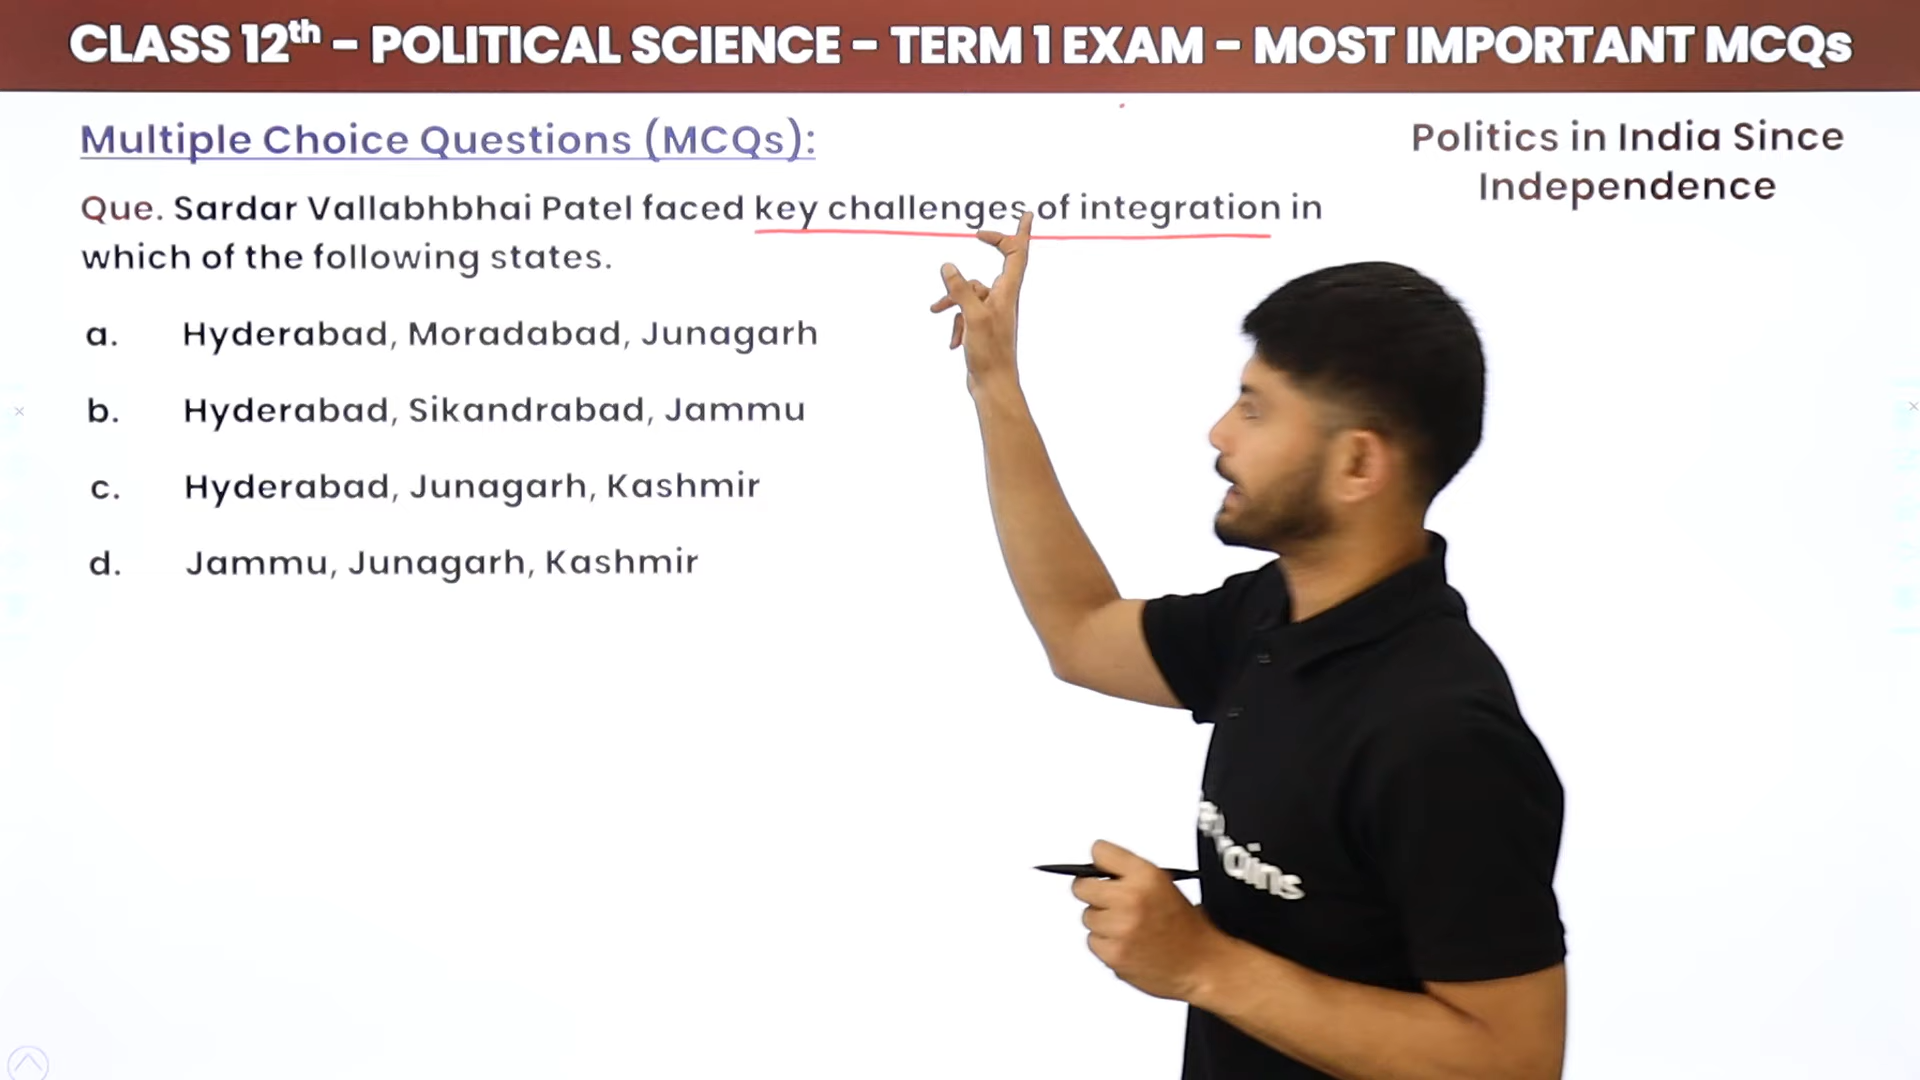 CLASS 12th - POLITICAL SCIENCE - TERM 1 EXAM - MOST IMPORTANT MCQs
Multiple Choice Questions (MCQs):
Politics in India Since
Independence
Que. Sardar Vallabhbhai Patel faced key challenges of integration in
which of the following states.
a. Hyderabad, Moradabad, Junagarh
b. Hyderabad, Sikandrabad, Jammu
c. Hyderabad, Junagarh, Kashmir
d. Jammu, Junagarh, Kashmir